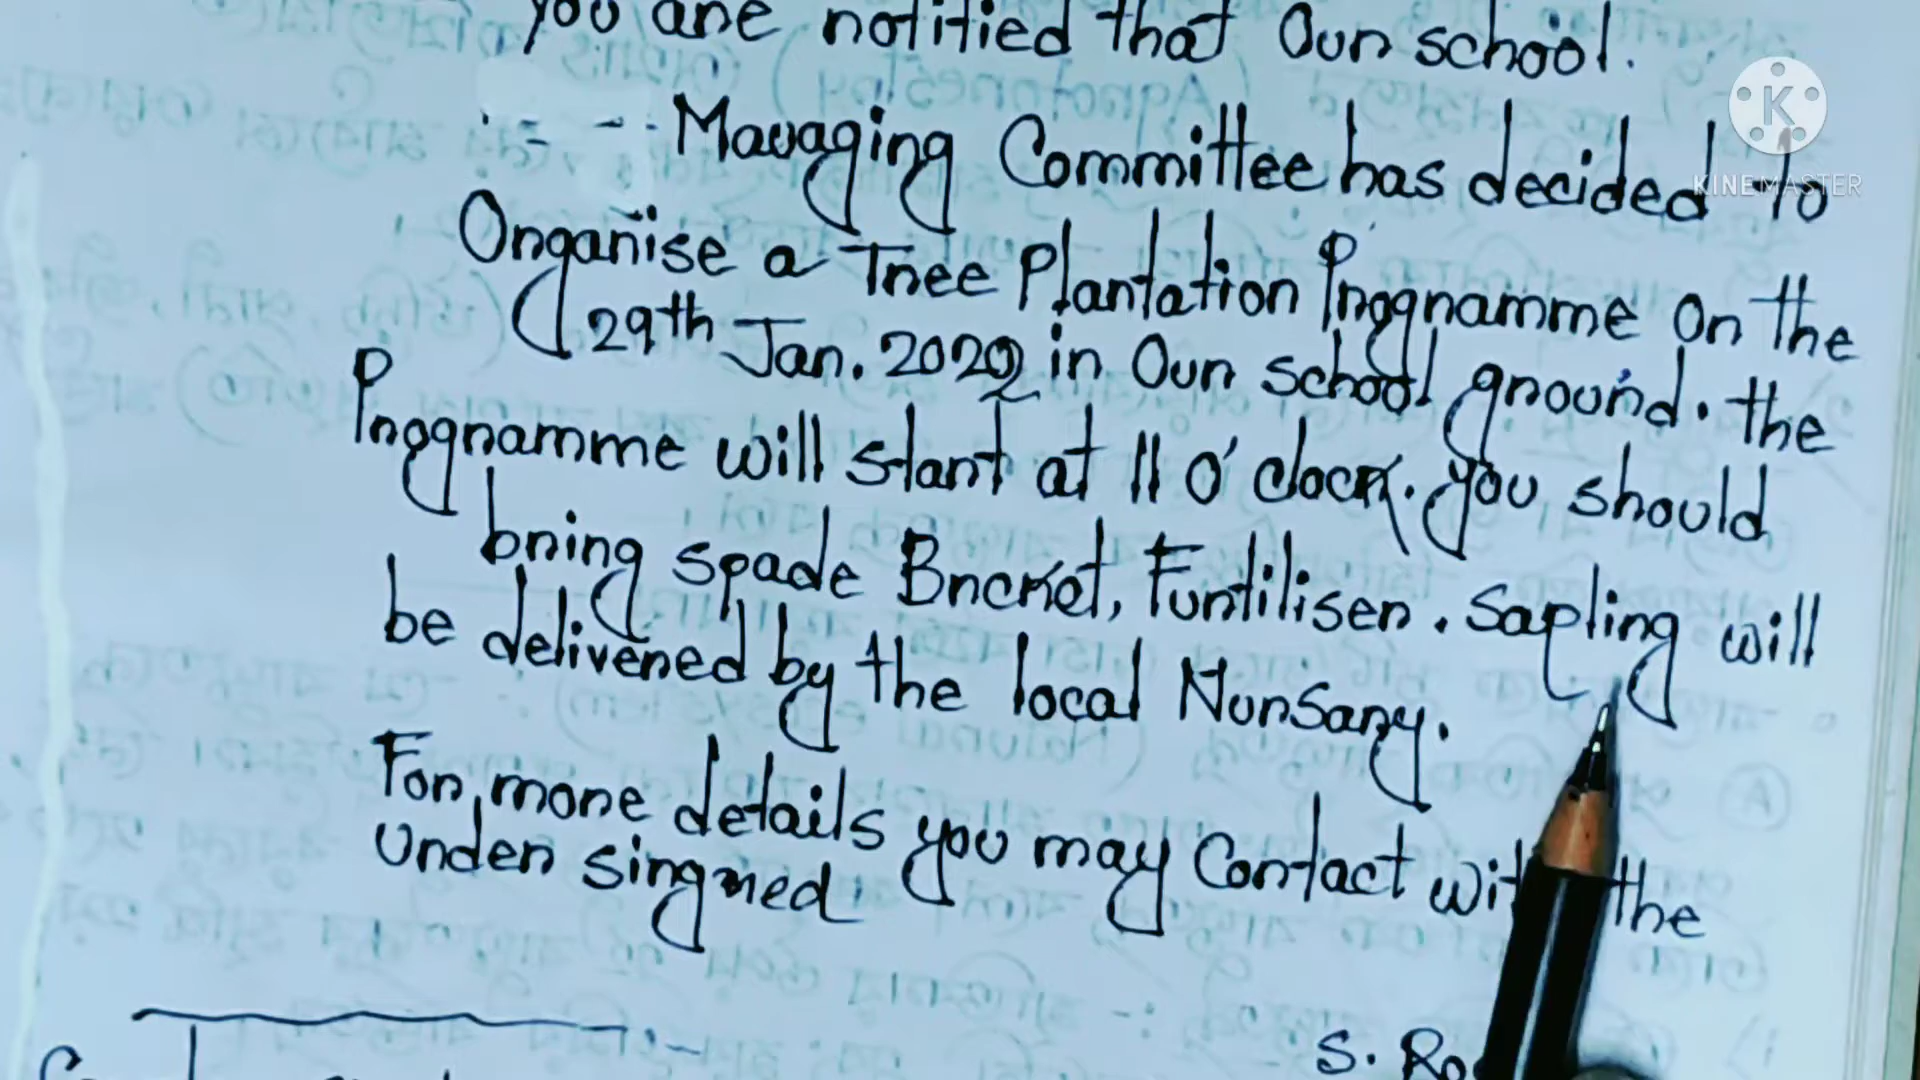 you are notified that Our school.
Managing Committee has decided to
Organise a Tree Plantation Programme On the
29th Jan. 2022 in Our school ground. the
Programme will start at 11 O'clock. you should
bring spade Bucket, Furtiliser. Sapling will
be delivered by the local Nursary.
For more details you may Contact with the
Under singned
S. Ro
KINEMASTER